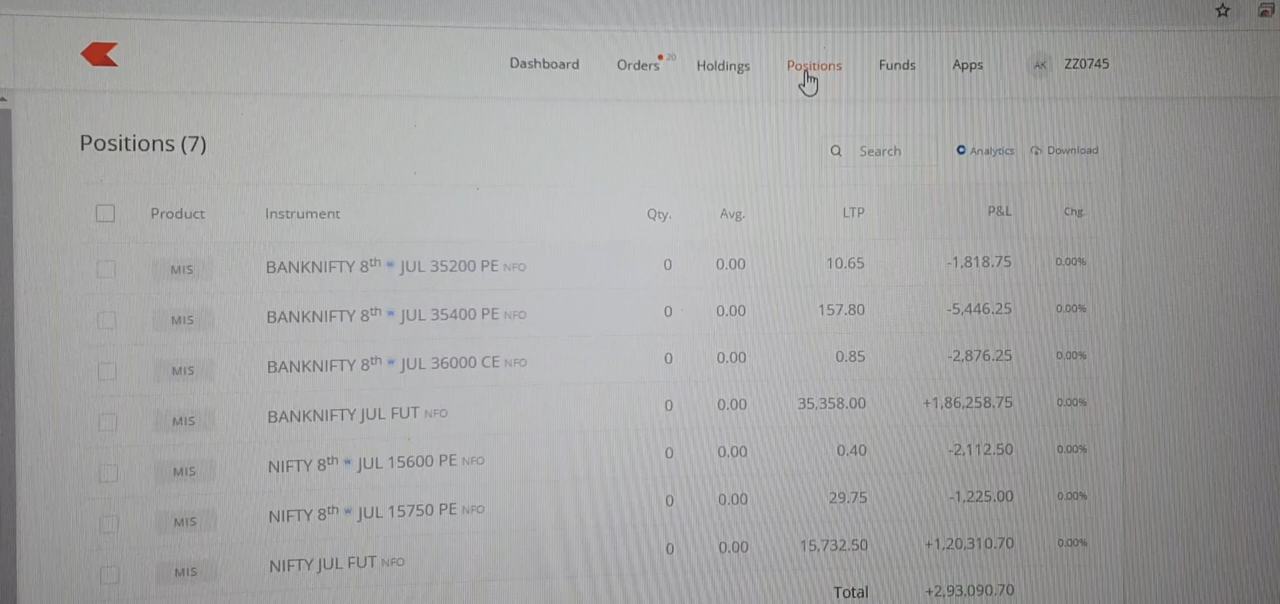 Dashboard Orders 20 Holdings Positions Funds Apps AK ZZ0745
Positions (7) Search Analytics Download
Product Instrument Qty. Avg. LTP P&L Chg.
MIS BANKNIFTY 8th w JUL 35200 PE NFO 0 0.00 10.65 -1,818.75 0.00%
MIS BANKNIFTY 8th w JUL 35400 PE NFO 0 0.00 157.80 -5,446.25 0.00%
MIS BANKNIFTY 8th w JUL 36000 CE NFO 0 0.00 0.85 -2,876.25 0.00%
MIS BANKNIFTY JUL FUT NFO 0 0.00 35,358.00 +1,86,258.75 0.00%
MIS NIFTY 8th w JUL 15600 PE NFO 0 0.00 0.40 -2,112.50 0.00%
MIS NIFTY 8th w JUL 15750 PE NFO 0 0.00 29.75 -1,225.00 0.00%
MIS NIFTY JUL FUT NFO 0 0.00 15,732.50 +1,20,310.70 0.00%
Total +2,93,090.70